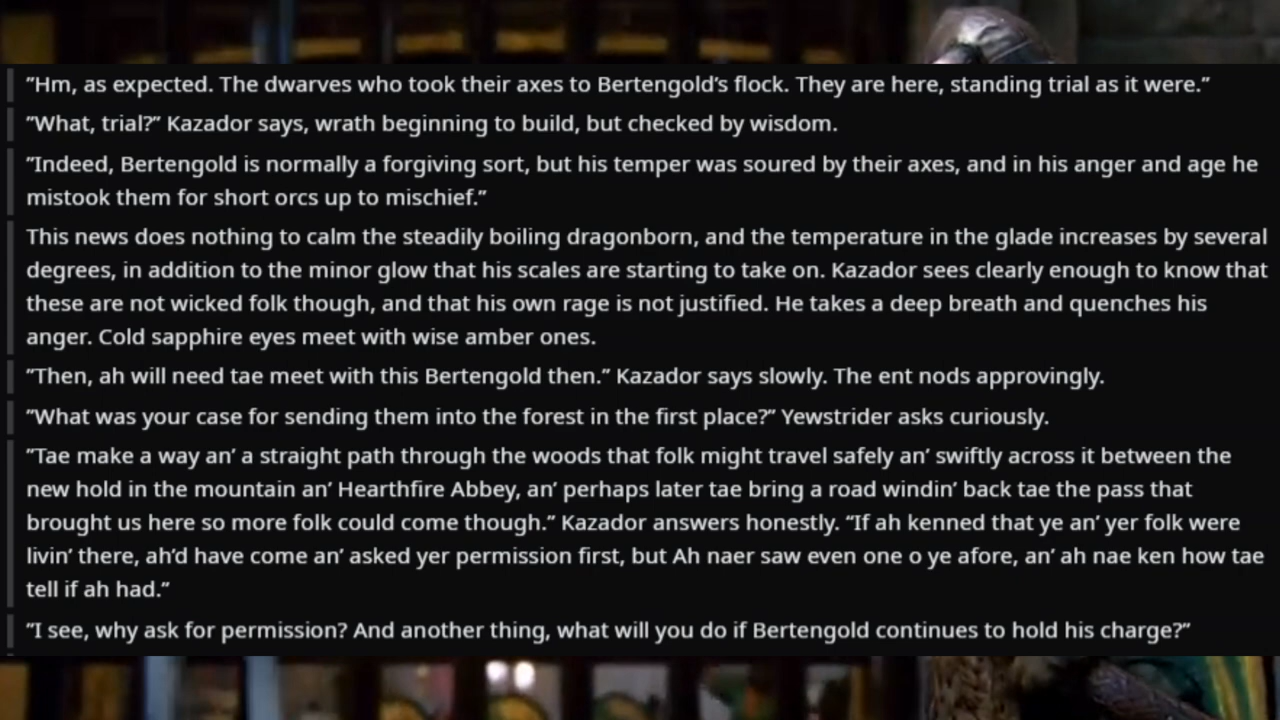 ”Hm, as expected. The dwarves who took their axes to Bertengold’s flock. They are here, standing trial as it were.”
”What, trial?” Kazador says, wrath beginning to build, but checked by wisdom.
”Indeed, Bertengold is normally a forgiving sort, but his temper was soured by their axes, and in his anger and age he
mistook them for short orcs up to mischief.”
This news does nothing to calm the steadily boiling dragonborn, and the temperature in the glade increases by several
degrees, in addition to the minor glow that his scales are starting to take on. Kazador sees clearly enough to know that
these are not wicked folk though, and that his own rage is not justified. He takes a deep breath and quenches his
anger. Cold sapphire eyes meet with wise amber ones.
”Then, ah will need tae meet with this Bertengold then.” Kazador says slowly. The ent nods approvingly.
”What was your case for sending them into the forest in the first place?” Yewstrider asks curiously.
”Tae make a way an’ a straight path through the woods that folk might travel safely an’ swiftly across it between the
new hold in the mountain an’ Hearthfire Abbey, an’ perhaps later tae bring a road windin’ back tae the pass that
brought us here so more folk could come though.” Kazador answers honestly. “If ah kenned that ye an’ yer folk were
livin’ there, ah’d have come an’ asked yer permission first, but Ah naer saw even one o ye afore, an’ ah nae ken how tae
tell if ah had.”
”I see, why ask for permission? And another thing, what will you do if Bertengold continues to hold his charge?”